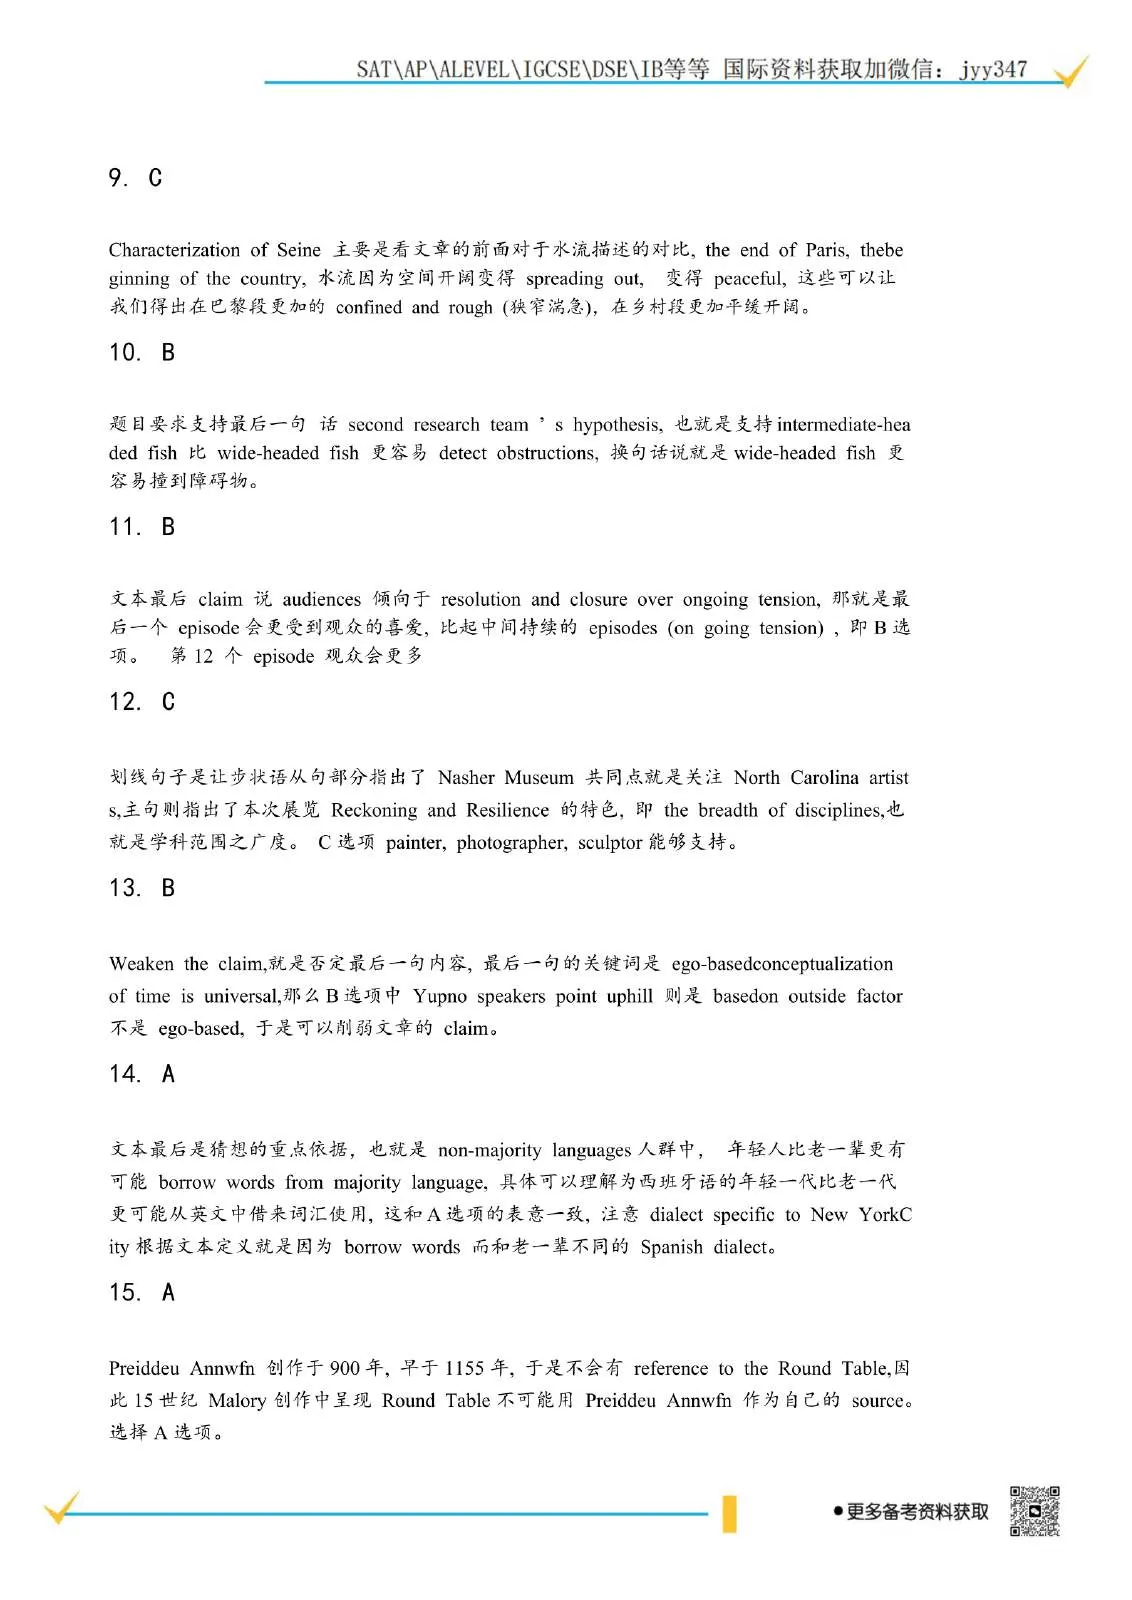 SAT\AP\ALEVEL\IGCSE\DSE\IB等等 国际资料获取加微信：jyy347
9. C
Characterization of Seine 主要是看文章的前面对于水流描述的对比, the end of Paris, thebe
ginning of the country, 水流因为空间开阔变得 spreading out, 变得 peaceful, 这些可以让
我们得出在巴黎段更加的 confined and rough (狭窄湍急)，在乡村段更加平缓开阔。
10. B
题目要求支持最后一句 话 second research team ’ s hypothesis, 也就是支持 intermediate-hea
ded fish 比 wide-headed fish 更容易 detect obstructions, 换句话说就是 wide-headed fish 更
容易撞到障碍物。
11. B
文本最后 claim 说 audiences 倾向于 resolution and closure over ongoing tension, 那就是最
后一个 episode 会更受到观众的喜爱, 比起中间持续的 episodes (on going tension) , 即 B 选
项。 第 12 个 episode 观众会更多
12. C
划线句子是让步状语从句部分指出了 Nasher Museum 共同点就是关注 North Carolina artist
s,主句则指出了本次展览 Reckoning and Resilience 的特色, 即 the breadth of disciplines,也
就是学科范围之广度。 C 选项 painter, photographer, sculptor 能够支持。
13. B
Weaken the claim,就是否定最后一句内容, 最后一句的关键词是 ego-basedconceptualization
of time is universal,那么 B 选项中 Yupno speakers point uphill 则是 basedon outside factor
不是 ego-based, 于是可以削弱文章的 claim。
14. A
文本最后是猜想的重点依据，也就是 non-majority languages 人群中， 年轻人比老一辈更有
可能 borrow words from majority language, 具体可以理解为西班牙语的年轻一代比老一代
更可能从英文中借来词汇使用, 这和 A 选项的表意一致, 注意 dialect specific to New YorkC
ity 根据文本定义就是因为 borrow words 而和老一辈不同的 Spanish dialect。
15. A
Preiddeu Annwfn 创作于 900 年, 早于 1155 年, 于是不会有 reference to the Round Table,因
此 15 世纪 Malory 创作中呈现 Round Table 不可能用 Preiddeu Annwfn 作为自己的 source。
选择 A 选项。
●更多备考资料获取